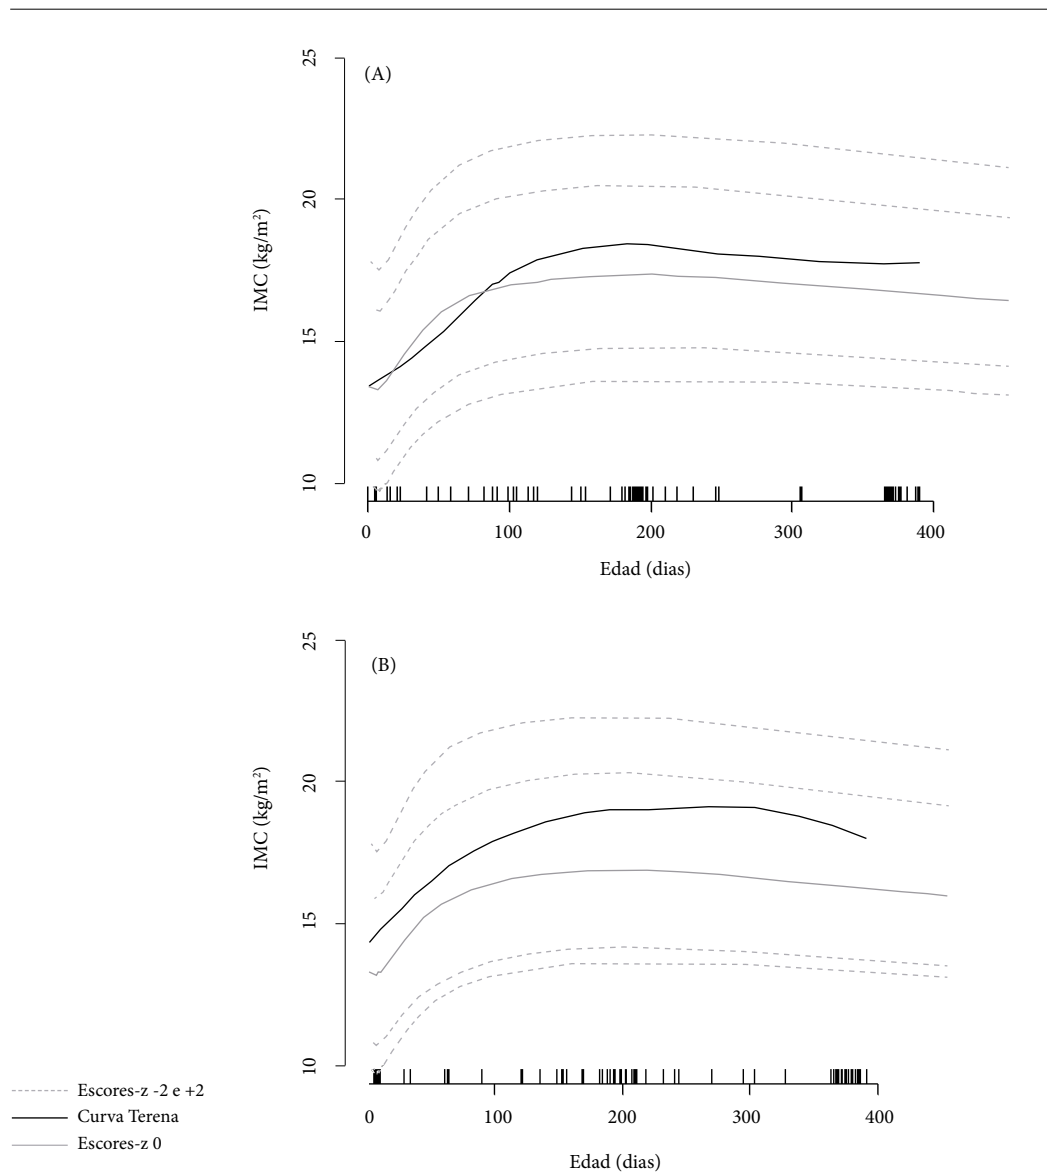 (A)
25
20
15
10
IMC (kg/m²)
0 100 200 300 400
Edad (dias)
(B)
25
20
15
10
IMC (kg/m²)
0 100 200 300 400
Edad (dias)
Escores-z -2 e +2
Curva Terena
Escores-z 0